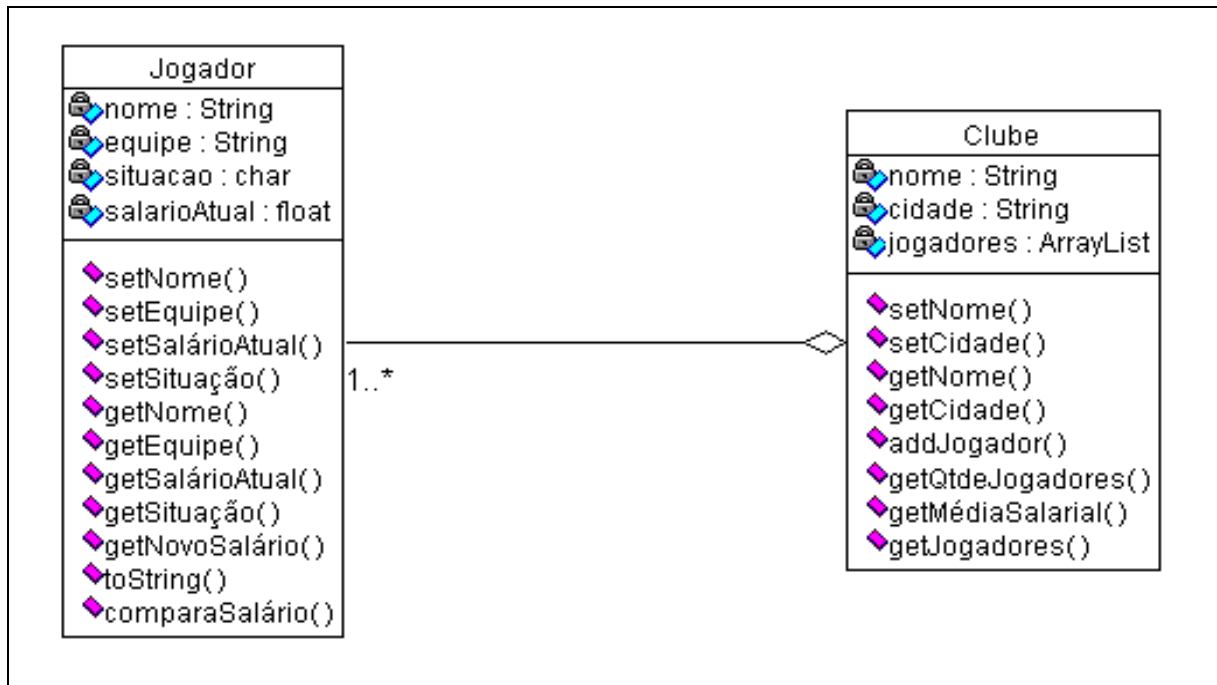 Jogador
nome : String
equipe : String
situacao : char
salarioAtual : float
setNome()
setEquipe()
setSalárioAtual()
setSituação()
getNome()
getEquipe()
getSalárioAtual()
getSituação()
getNovoSalário()
toString()
comparaSalário()
1..*
Clube
nome : String
cidade : String
jogadores : ArrayList
setNome()
setCidade()
getNome()
getCidade()
addJogador()
getQtdeJogadores()
getMédiaSalarial()
getJogadores()